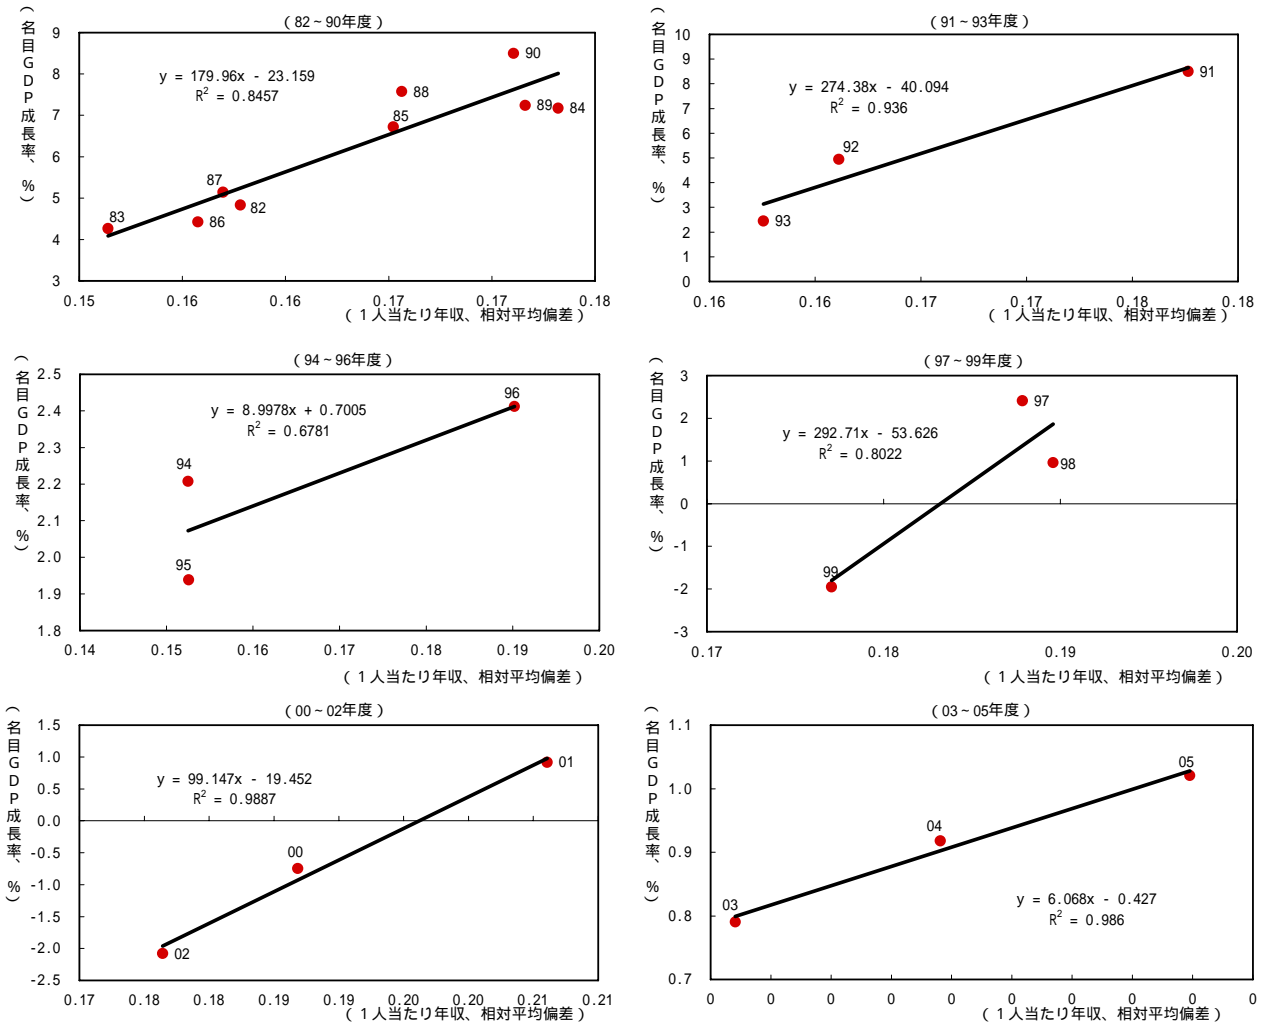 （82～90年度）
（名目ＧＤＰ成長率、％）
9
8
7
6
5
4
3
y = 179.96x - 23.159
R² = 0.8457
90
88
89
84
85
87
82
86
83
0.15 0.16 0.16 0.17 0.17 0.18
（１人当たり年収、相対平均偏差）
（91～93年度）
（名目ＧＤＰ成長率、％）
10
9
8
7
6
5
4
3
2
1
0
y = 274.38x - 40.094
R² = 0.936
91
92
93
0.16 0.16 0.17 0.17 0.18 0.18
（１人当たり年収、相対平均偏差）
（94～96年度）
（名目ＧＤＰ成長率、％）
2.5
2.4
2.3
2.2
2.1
2.0
1.9
1.8
y = 8.9978x + 0.7005
R² = 0.6781
96
94
95
0.14 0.15 0.16 0.17 0.18 0.19 0.20
（１人当たり年収、相対平均偏差）
（97～99年度）
（名目ＧＤＰ成長率、％）
3
2
1
0
-1
-2
-3
y = 292.71x - 53.626
R² = 0.8022
97
98
99
0.17 0.18 0.19 0.20
（１人当たり年収、相対平均偏差）
（00～02年度）
（名目ＧＤＰ成長率、％）
1.5
1.0
0.5
0.0
-0.5
-1.0
-1.5
-2.0
-2.5
y = 99.147x - 19.452
R² = 0.9887
01
00
02
0.17 0.18 0.18 0.19 0.19 0.20 0.20 0.21 0.21
（１人当たり年収、相対平均偏差）
（03～05年度）
（名目ＧＤＰ成長率、％）
1.1
1.0
0.9
0.8
0.7
05
04
03
y = 6.068x - 0.427
R² = 0.986
0 0 0 0 0 0 0 0 0 0
（１人当たり年収、相対平均偏差）